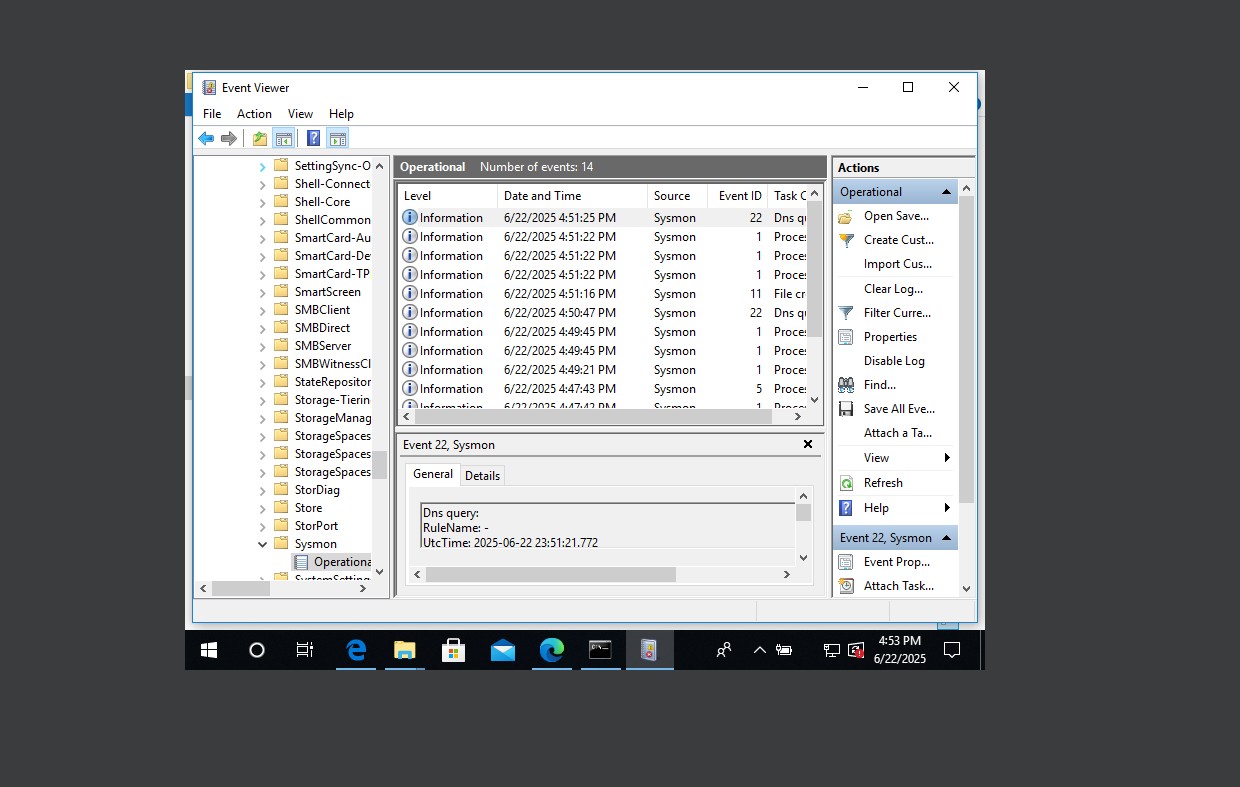 Event Viewer
File Action View Help
SettingSync-O
Shell-Connect
Shell-Core
ShellCommon
SmartCard-Au
SmartCard-De
SmartCard-TP
SmartScreen
SMBClient
SMBDirect
SMBServer
SMBWitnessCl
StateRepositor
Storage-Tierin
StorageManag
StorageSpaces
StorageSpaces
StorageSpaces
StorDiag
Store
StorPort
Sysmon
Operationa
SystemSetting
Operational Number of events: 14
Level Date and Time Source Event ID Task C
Information 6/22/2025 4:51:25 PM Sysmon 22 Dns qu
Information 6/22/2025 4:51:22 PM Sysmon 1 Proces
Information 6/22/2025 4:51:22 PM Sysmon 1 Proces
Information 6/22/2025 4:51:22 PM Sysmon 1 Proces
Information 6/22/2025 4:51:16 PM Sysmon 11 File cr
Information 6/22/2025 4:50:47 PM Sysmon 22 Dns qu
Information 6/22/2025 4:49:45 PM Sysmon 1 Proces
Information 6/22/2025 4:49:45 PM Sysmon 1 Proces
Information 6/22/2025 4:49:21 PM Sysmon 1 Proces
Information 6/22/2025 4:47:43 PM Sysmon 5 Proces
Information 6/22/2025 4:47:42 PM Sysmon 1 Proces
Event 22, Sysmon
General Details
Dns query:
RuleName: -
UtcTime: 2025-06-22 23:51:21.772
Actions
Operational
Open Save...
Create Cust...
Import Cus...
Clear Log...
Filter Curre...
Properties
Disable Log
Find...
Save All Eve...
Attach a Ta...
View
Refresh
Help
Event 22, Sysmon
Event Prop...
Attach Task...
4:53 PM
6/22/2025